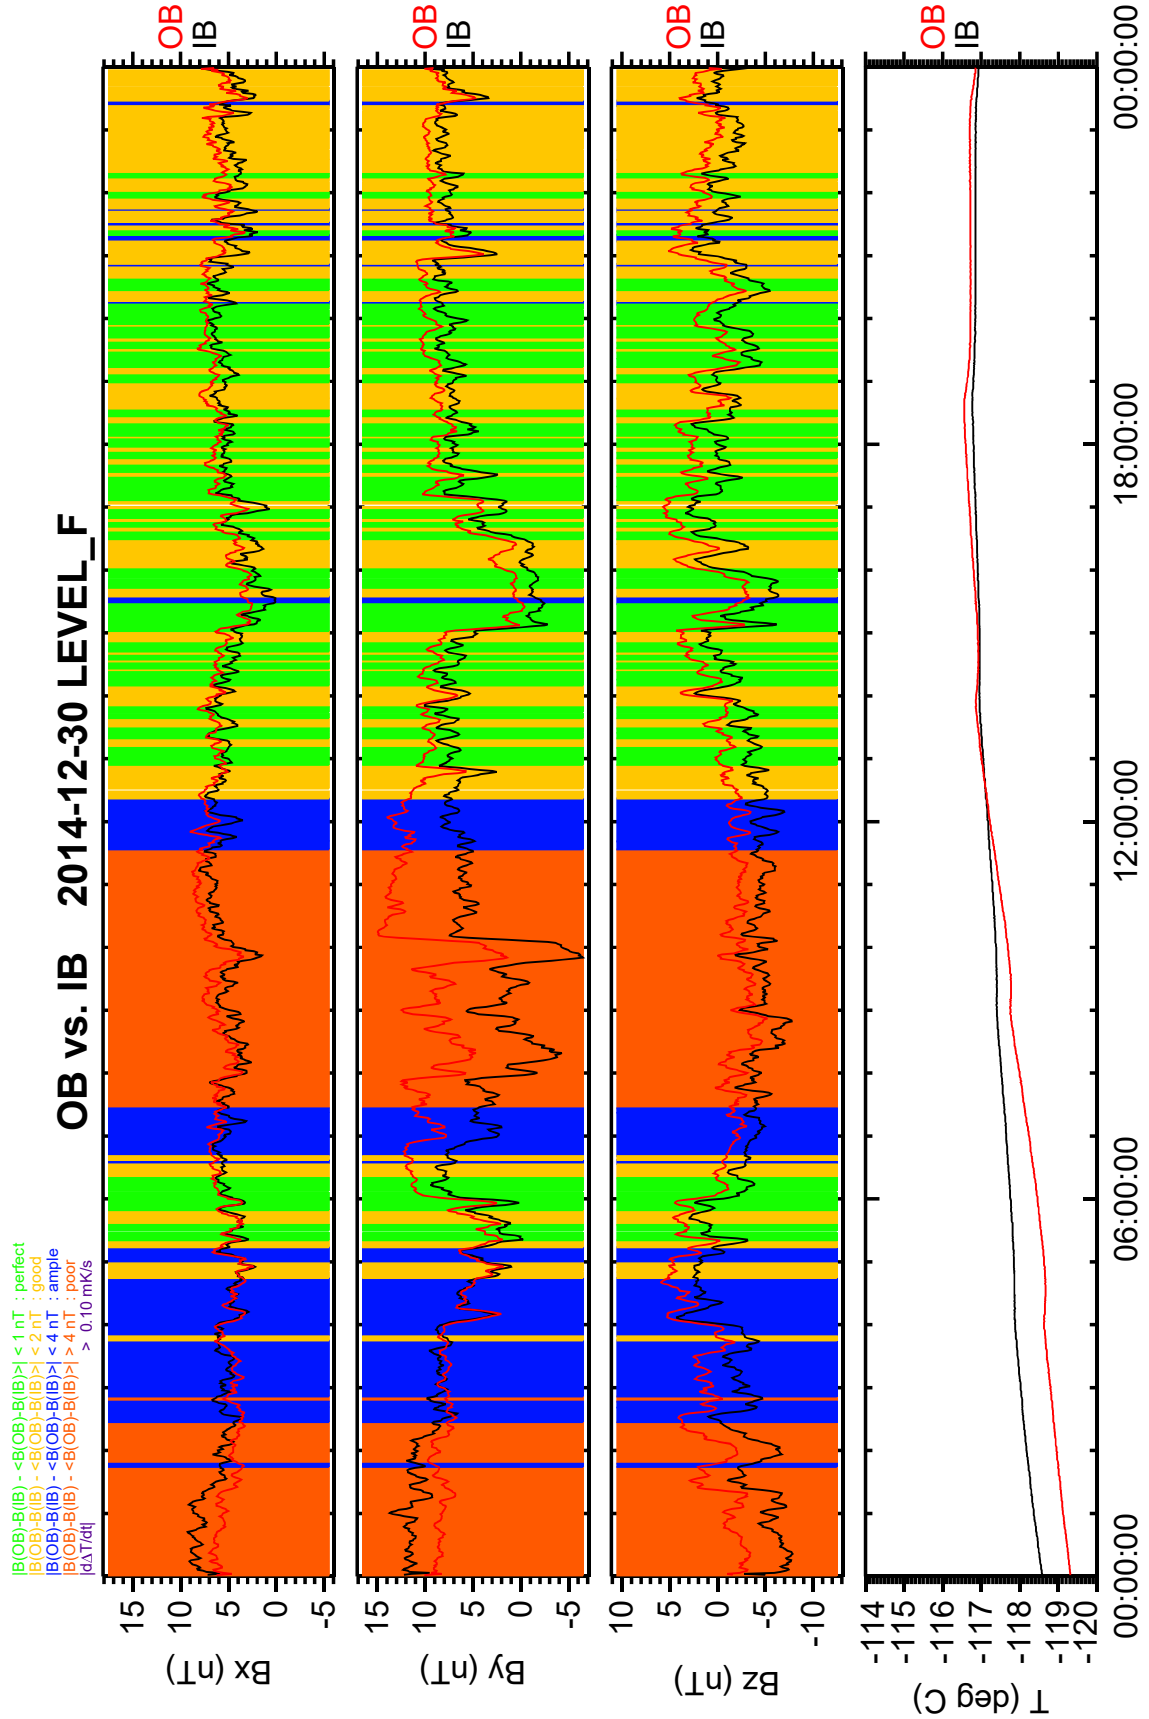 OB vs. IB 2014-12-30 LEVEL_F
|B(OB)-B(IB) - <B(OB)-B(IB)>| < 1 nT : perfect
|B(OB)-B(IB) - <B(OB)-B(IB)>| < 2 nT : good
|B(OB)-B(IB) - <B(OB)-B(IB)>| < 4 nT : ample
|B(OB)-B(IB) - <B(OB)-B(IB)>| > 4 nT : poor
|dΔT/dt| > 0.10 mK/s
Bx (nT)
15
10
5
0
-5
OB
IB
By (nT)
15
10
5
0
-5
OB
IB
Bz (nT)
10
5
0
-5
-10
OB
IB
T (deg C)
-114
-115
-116
-117
-118
-119
-120
OB
IB
00:00:00 06:00:00 12:00:00 18:00:00 00:00:00